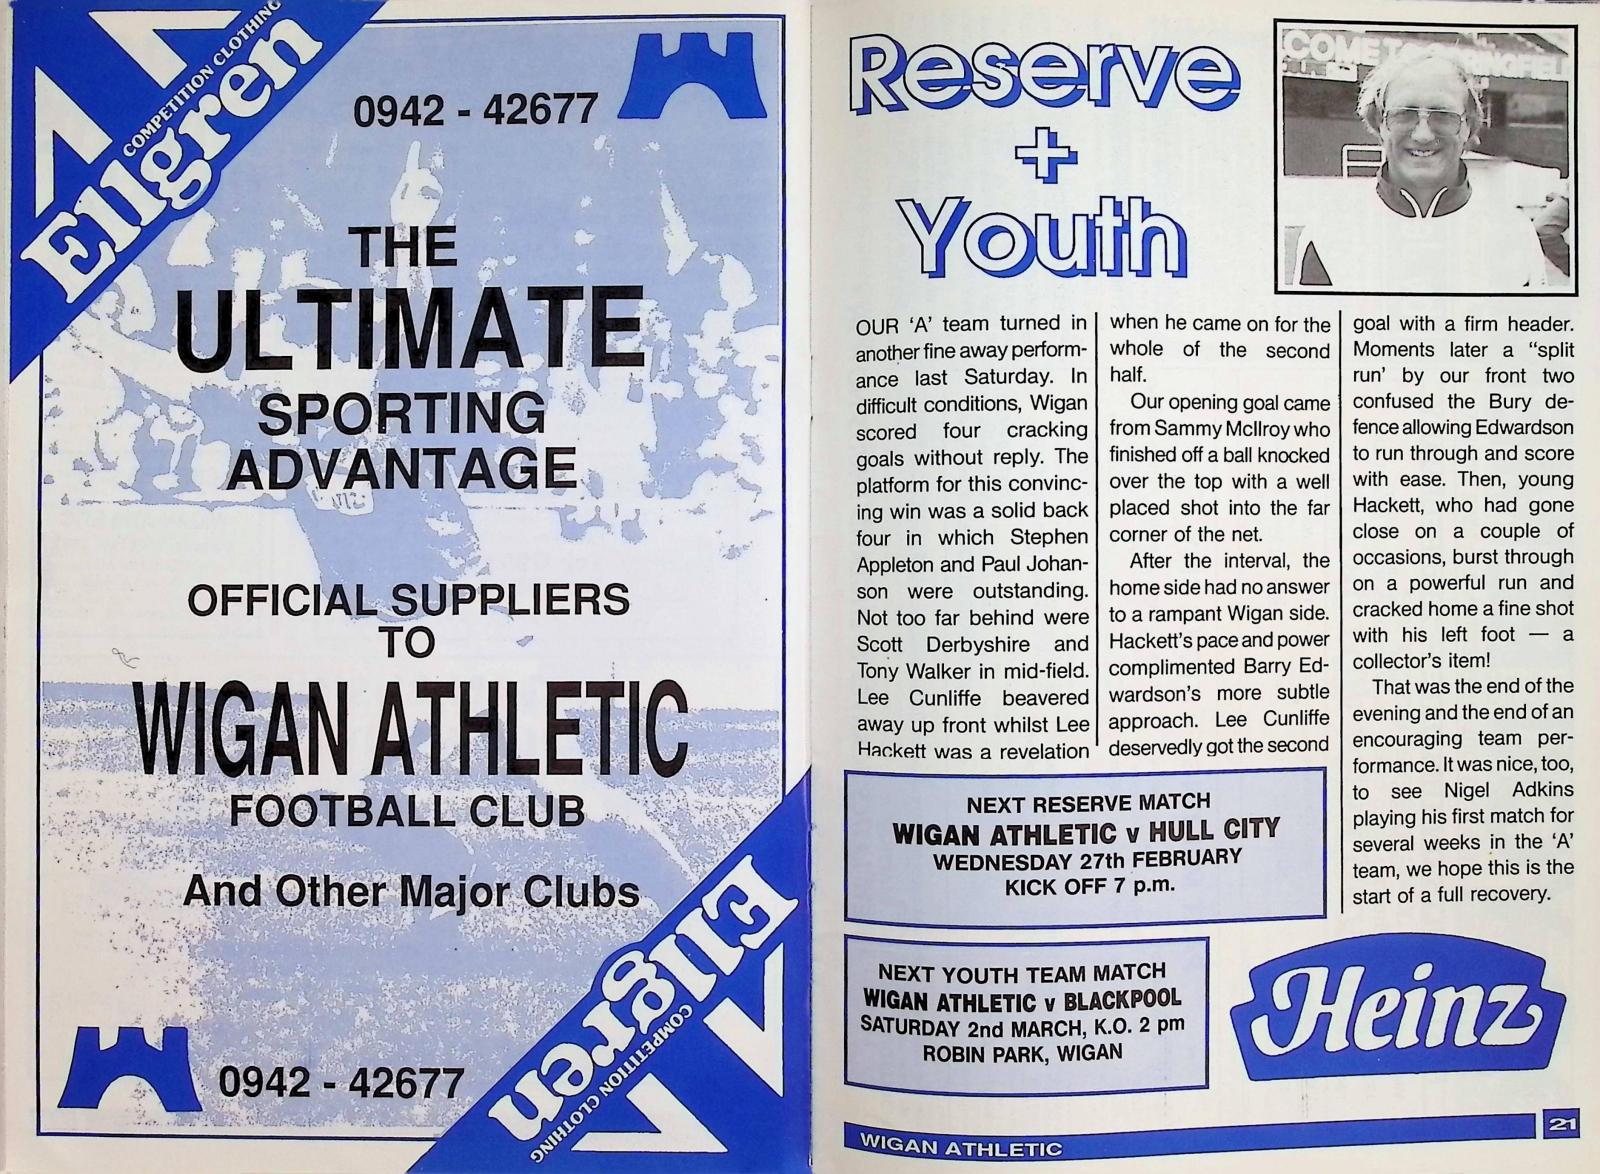 Ellgren
COMPETITION CLOTHING
0942 - 42677
THE
ULTIMATE
SPORTING
ADVANTAGE
OFFICIAL SUPPLIERS
TO
WIGAN ATHLETIC
FOOTBALL CLUB
And Other Major Clubs
0942 - 42677
Ellgren
COMPETITION CLOTHING
Reserve
+
Youth
COME TO SPRINGFIEL
OUR ‘A’ team turned in
another fine away perform-
ance last Saturday. In
difficult conditions, Wigan
scored four cracking
goals without reply. The
platform for this convinc-
ing win was a solid back
four in which Stephen
Appleton and Paul Johan-
son were outstanding.
Not too far behind were
Scott Derbyshire and
Tony Walker in mid-field.
Lee Cunliffe beavered
away up front whilst Lee
Hackett was a revelation
when he came on for the
whole of the second
half.
Our opening goal came
from Sammy McIlroy who
finished off a ball knocked
over the top with a well
placed shot into the far
corner of the net.
After the interval, the
home side had no answer
to a rampant Wigan side.
Hackett’s pace and power
complimented Barry Ed-
wardson’s more subtle
approach. Lee Cunliffe
deservedly got the second
goal with a firm header.
Moments later a “split
run’ by our front two
confused the Bury de-
fence allowing Edwardson
to run through and score
with ease. Then, young
Hackett, who had gone
close on a couple of
occasions, burst through
on a powerful run and
cracked home a fine shot
with his left foot — a
collector’s item!
That was the end of the
evening and the end of an
encouraging team per-
formance. It was nice, too,
to see Nigel Adkins
playing his first match for
several weeks in the ‘A’
team, we hope this is the
start of a full recovery.
NEXT RESERVE MATCH
WIGAN ATHLETIC v HULL CITY
WEDNESDAY 27th FEBRUARY
KICK OFF 7 p.m.
NEXT YOUTH TEAM MATCH
WIGAN ATHLETIC v BLACKPOOL
SATURDAY 2nd MARCH, K.O. 2 pm
ROBIN PARK, WIGAN
Heinz
WIGAN ATHLETIC
21